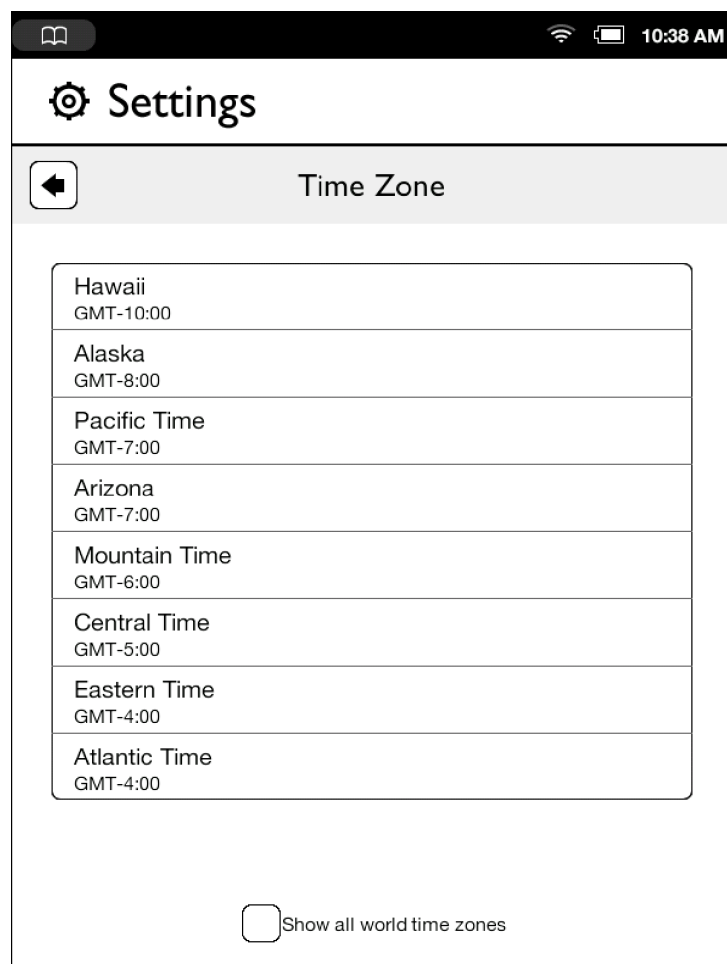 10:38 AM
Settings
Time Zone
Hawaii
GMT-10:00
Alaska
GMT-8:00
Pacific Time
GMT-7:00
Arizona
GMT-7:00
Mountain Time
GMT-6:00
Central Time
GMT-5:00
Eastern Time
GMT-4:00
Atlantic Time
GMT-4:00
Show all world time zones